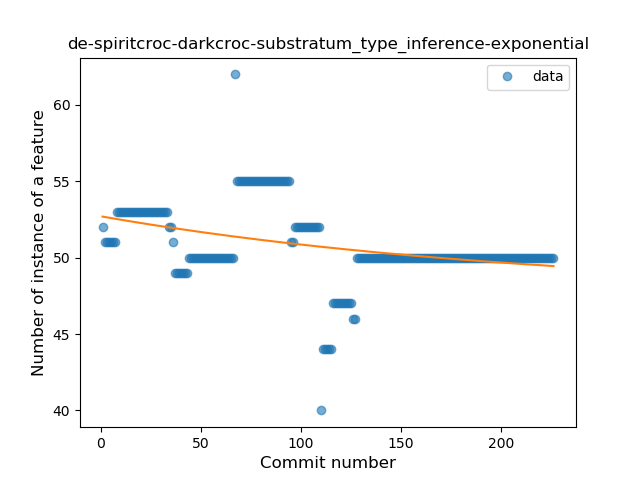 de-spiritcroc-darkcroc-substratum_type_inference-exponential
data
Number of instance of a feature
60
55
50
45
40
0
50
100
150
200
Commit number